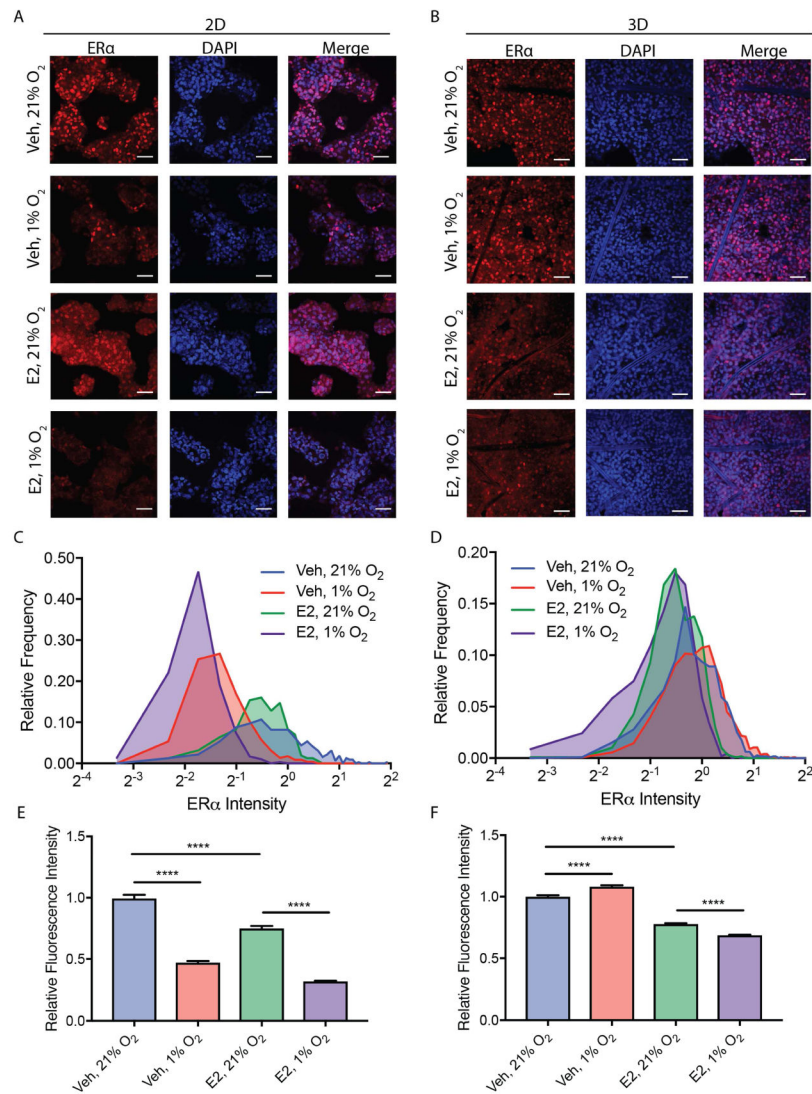 A
2D
ERα DAPI Merge
Veh, 21% O₂
Veh, 1% O₂
E2, 21% O₂
E2, 1% O₂
B
3D
ERα DAPI Merge
Veh, 21% O₂
Veh, 1% O₂
E2, 21% O₂
E2, 1% O₂
C
Relative Frequency
0.50
0.40
0.30
0.20
0.10
0.00
2⁻⁴ 2⁻³ 2⁻² 2⁻¹ 2⁰ 2¹ 2²
ERα Intensity
Veh, 21% O₂
Veh, 1% O₂
E2, 21% O₂
E2, 1% O₂
D
Relative Frequency
0.20
0.15
0.10
0.05
0.00
2⁻⁴ 2⁻³ 2⁻² 2⁻¹ 2⁰ 2¹ 2²
ERα Intensity
Veh, 21% O₂
Veh, 1% O₂
E2, 21% O₂
E2, 1% O₂
E
Relative Fluorescence Intensity
1.5
1.0
0.5
0.0
****
****
****
Veh, 21% O₂
Veh, 1% O₂
E2, 21% O₂
E2, 1% O₂
F
Relative Fluorescence Intensity
1.5
1.0
0.5
0.0
****
****
****
Veh, 21% O₂
Veh, 1% O₂
E2, 21% O₂
E2, 1% O₂